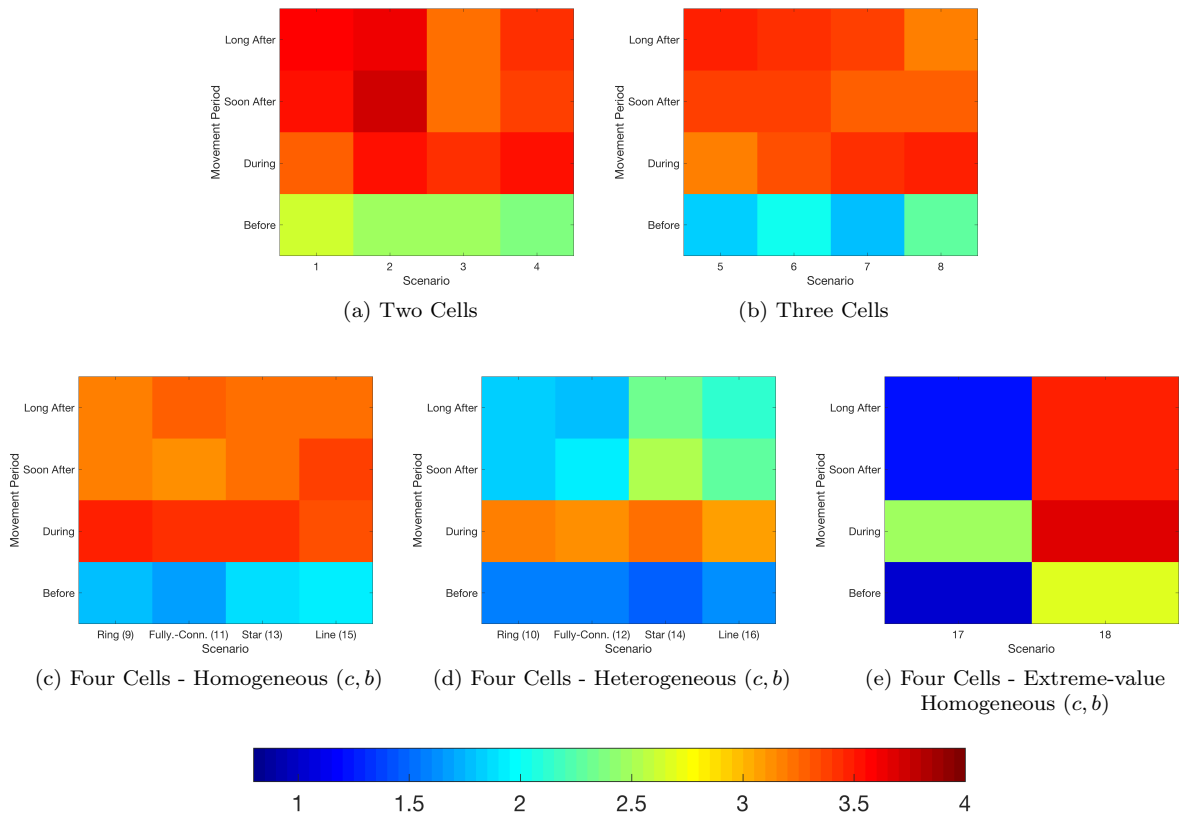 Movement Period
Long After
Soon After
During
Before
1 2 3 4
Scenario
(a) Two Cells
Movement Period
Long After
Soon After
During
Before
5 6 7 8
Scenario
(b) Three Cells
Movement Period
Long After
Soon After
During
Before
Ring (9) Fully.-Conn. (11) Star (13) Line (15)
Scenario
(c) Four Cells - Homogeneous (c, b)
Movement Period
Long After
Soon After
During
Before
Ring (10) Fully-Conn. (12) Star (14) Line (16)
Scenario
(d) Four Cells - Heterogeneous (c, b)
Movement Period
Long After
Soon After
During
Before
17 18
Scenario
(e) Four Cells - Extreme-value
Homogeneous (c, b)
1 1.5 2 2.5 3 3.5 4